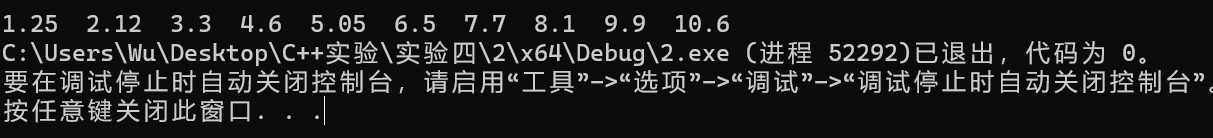 1.25  2.12  3.3  4.6  5.05  6.5  7.7  8.1  9.9  10.6
C:\Users\Wu\Desktop\C++实验\实验四\2\x64\Debug\2.exe (进程 52292)已退出，代码为 0。
要在调试停止时自动关闭控制台，请启用“工具”->“选项”->“调试”->“调试停止时自动关闭控制台”。
按任意键关闭此窗口. . .